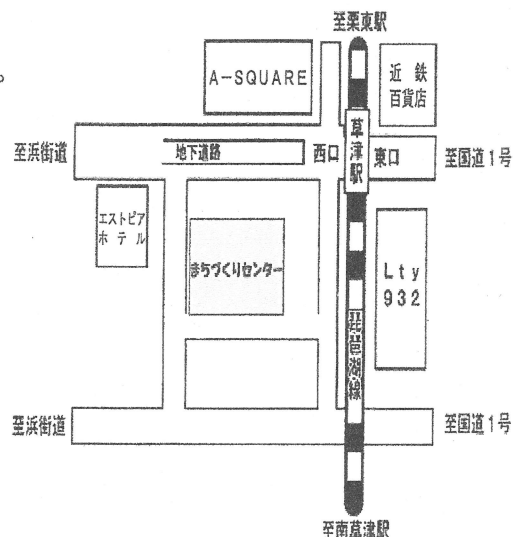 至栗東駅
。
A-SQUARE
近鉄
百貨店
至浜街道
地下道路
西口
草津駅
東口
至国道1号
エストピア
ホテル
まちづくりセンター
Lty
932
琵琶湖線
至浜街道
至国道1号
至南草津駅